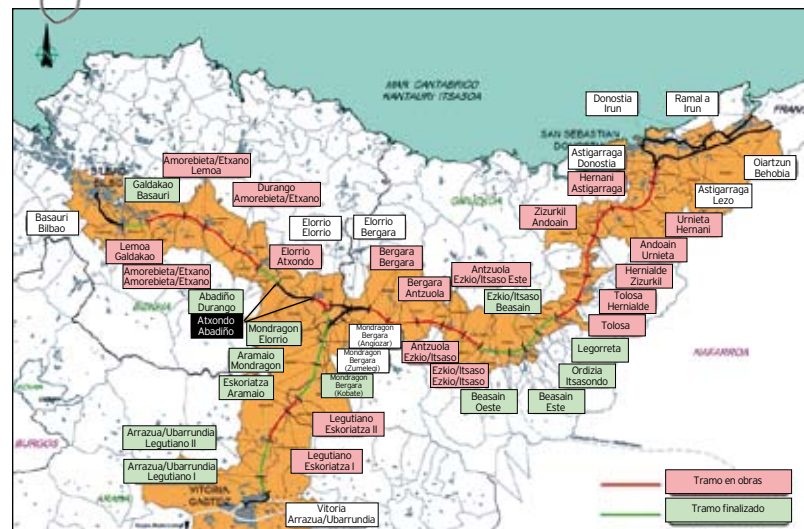 MAR CANTABRICO
KANTAURI ITSASOA
Donostia
Irun
Ramal a
Irun
SAN SEBASTIAN
Astigarraga
Donostia
Hernani
Astigarraga
Oiartzun
Behobia
Astigarraga
Lezo
Amorebieta/Etxano
Lemoa
Galdakao
Basauri
Durango
Amorebieta/Etxano
Basauri
Bilbao
Elorrio
Elorrio
Elorrio
Bergara
Zizurkil
Andoain
Urnieta
Hernani
Lemoa
Galdakao
Elorrio
Atxondo
Bergara
Bergara
Andoain
Urnieta
Amorebieta/Etxano
Amorebieta/Etxano
Antzuola
Ezkio/Itsaso Este
Hernialde
Zizurkil
Bergara
Antzuola
Ezkio/Itsaso
Beasain
Tolosa
Hernialde
Abadiño
Durango
Atxondo
Abadiño
Tolosa
Mondragon
Elorrio
Mondragon
Bergara
(Angiozar)
Legorreta
Aramaio
Mondragon
Mondragon
Bergara
(Zumelegi)
Antzuola
Ezkio/Itsaso
Ordizia
Itsasondo
NAFARROA
Eskoriatza
Aramaio
Mondragon
Bergara
(Kobate)
Ezkio/Itsaso
Ezkio/Itsaso
Beasain
Oeste
Beasain
Este
Legutiano
Eskoriatza II
Arrazua/Ubarrundia
Legutiano II
BURGOS
Legutiano
Eskoriatza I
Arrazua/Ubarrundia
Legutiano I
VITORIA
GASTEIZ
Vitoria
Arrazua/Ubarrundia
Tramo en obras
Tramo finalizado